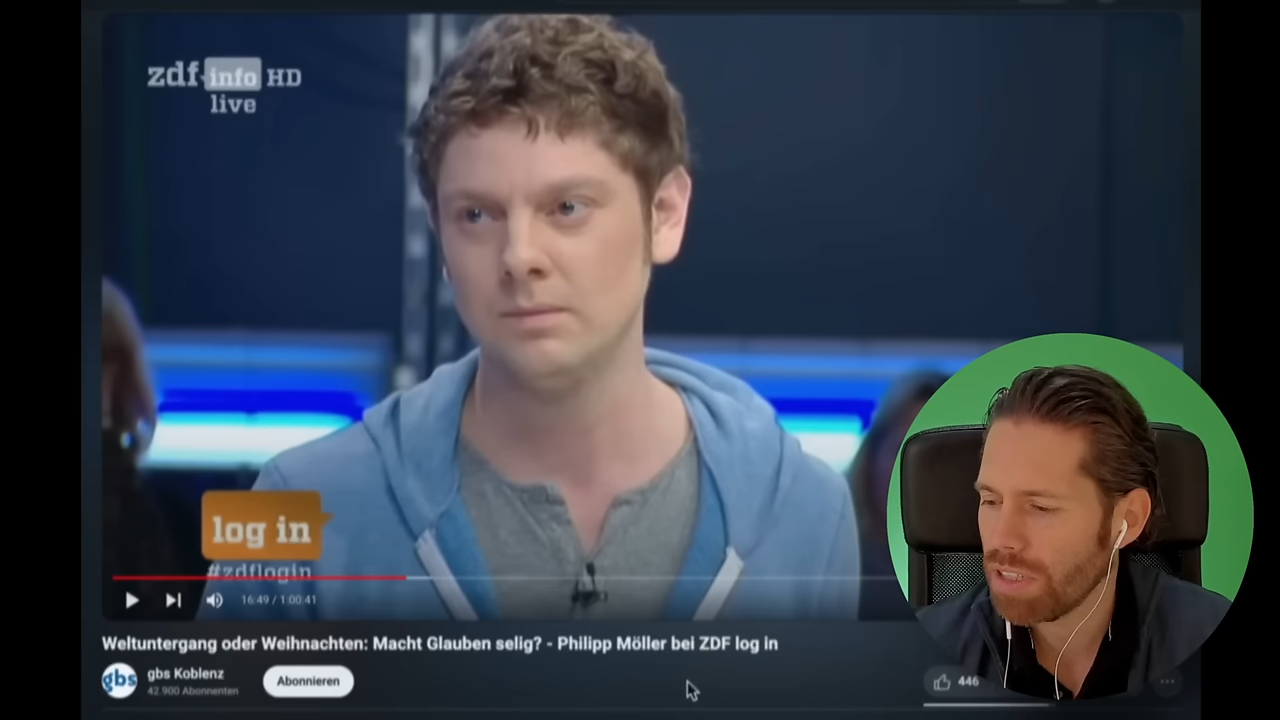 zdf info HD
live
log in
#zdflogin
16:49 / 1:00:41
Weltuntergang oder Weihnachten: Macht Glauben selig? - Philipp Möller bei ZDF log in
gbs
gbs Koblenz
42.900 Abonnenten
Abonnieren
446